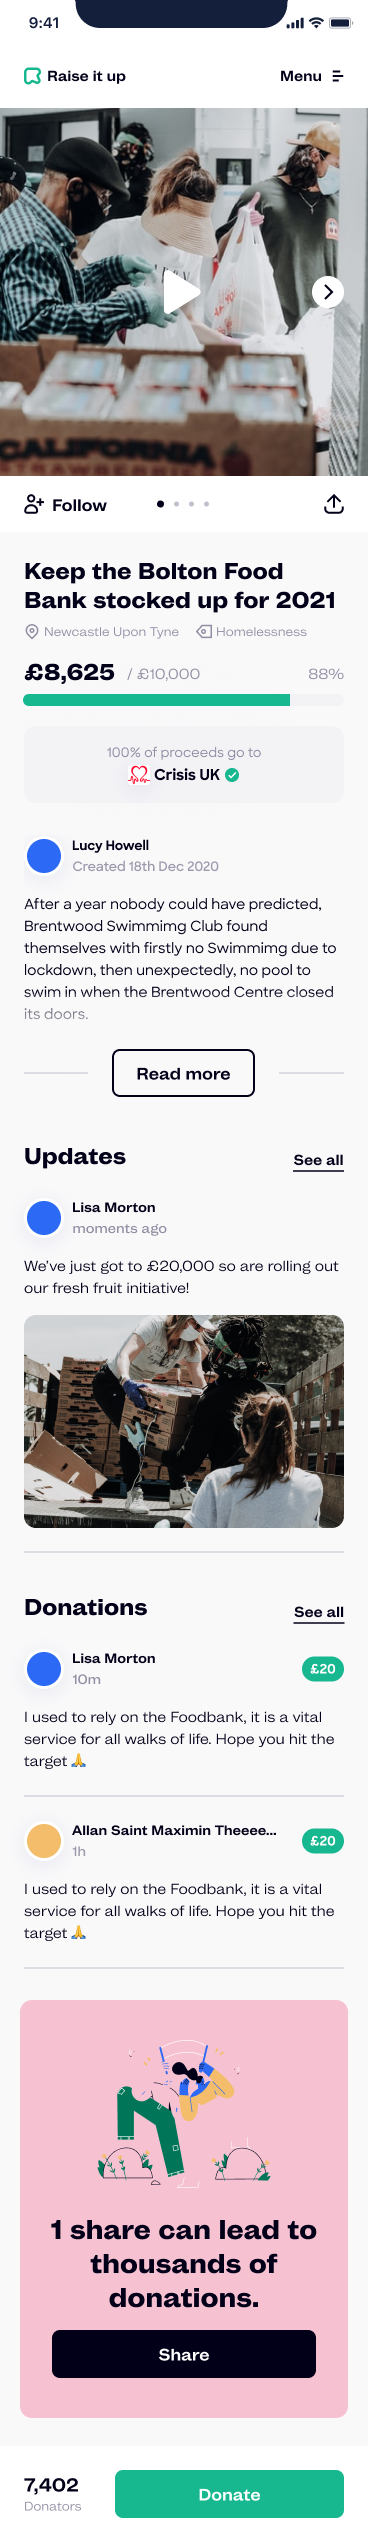 9:41
Raise it up
Menu
CALIFORNIA
Follow
Keep the Bolton Food
Bank stocked up for 2021
Newcastle Upon Tyne
Homelessness
£8,625 / £10,000
88%
100% of proceeds go to
Crisis UK
Lucy Howell
Created 18th Dec 2020
After a year nobody could have predicted,
Brentwood Swimmimg Club found
themselves with firstly no Swimmimg due to
lockdown, then unexpectedly, no pool to
swim in when the Brentwood Centre closed
its doors.
Read more
Updates
See all
Lisa Morton
moments ago
We've just got to £20,000 so are rolling out
our fresh fruit initiative!
Donations
See all
Lisa Morton
10m
£20
I used to rely on the Foodbank, it is a vital
service for all walks of life. Hope you hit the
target 🙏
Allan Saint Maximin Theeee...
1h
£20
I used to rely on the Foodbank, it is a vital
service for all walks of life. Hope you hit the
target 🙏
1 share can lead to
thousands of
donations.
Share
7,402
Donators
Donate